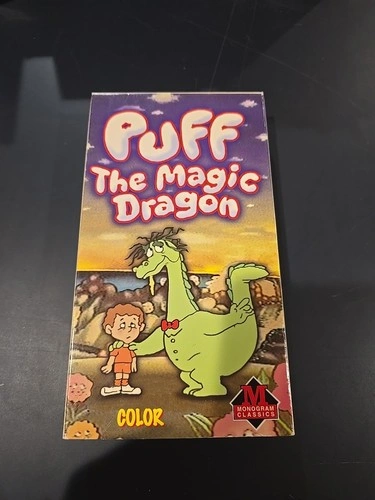 PUFF
The Magic
Dragon
COLOR
M
MONOGRAM
CLASSICS